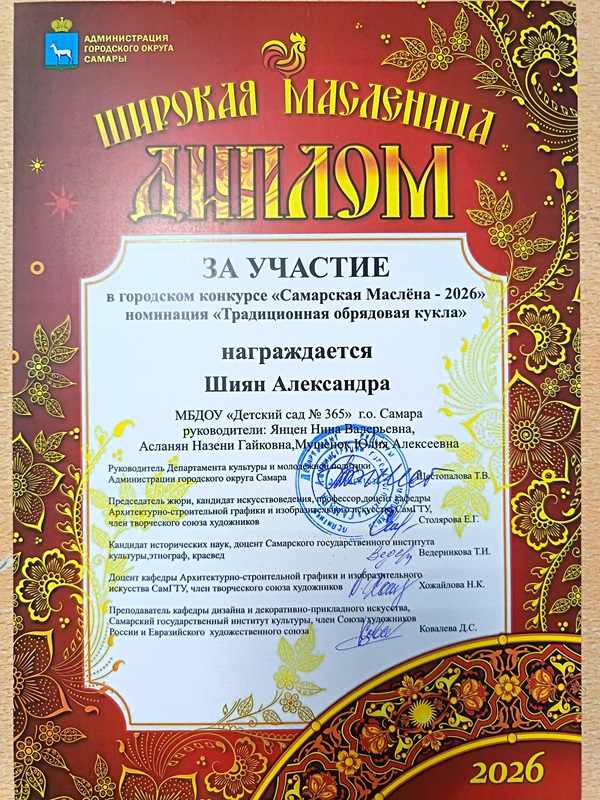 АДМИНИСТРАЦИЯ
ГОРОДСКОГО ОКРУГА
САМАРЫ
ШИРОКАЯ МАСЛЕНИЦА
ДИПЛОМ
ЗА УЧАСТИЕ
в городском конкурсе «Самарская Маслёна - 2026»
номинация «Традиционная обрядовая кукла»
награждается
Шиян Александра
МБДОУ «Детский сад № 365» г.о. Самара
руководители: Янцен Нина Валерьевна,
Асланян Назени Гайковна,Мушенок Юлия Алексеевна
Руководитель Департамента культуры и молодежной политики
Администрации городского округа Самара Шестопалова Т.В.
Председатель жюри, кандидат искусствоведения, профессор,доцент кафедры
Архитектурно-строительной графики и изобразительного искусства СамГТУ,
член творческого союза художников Столярова Е.Г.
Кандидат исторических наук, доцент Самарского государственного института
культуры,этнограф, краевед Ведерникова Т.И.
Доцент кафедры Архитектурно-строительной графики и изобразительного
искусства СамГТУ, член творческого союза художников Хожайлова Н.К.
Преподаватель кафедры дизайна и декоративно-прикладного искусства,
Самарский государственный институт культуры, член Союза художников
России и Евразийского художественного союза Ковалева Д.С.
2026